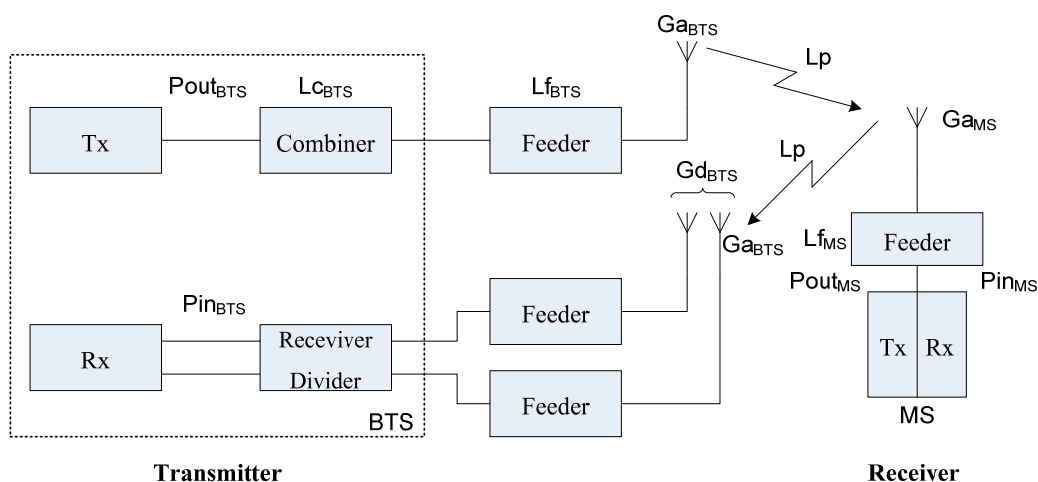 Ga_BTS
Lp
Pout_BTS
Lc_BTS
Lf_BTS
Tx
Combiner
Feeder
Ga_MS
Lp
Gd_BTS
Ga_BTS
Lf_MS
Feeder
Pout_MS
Pin_MS
Pin_BTS
Feeder
Rx
Receviver
Divider
Tx
Rx
Feeder
BTS
MS
Transmitter
Receiver